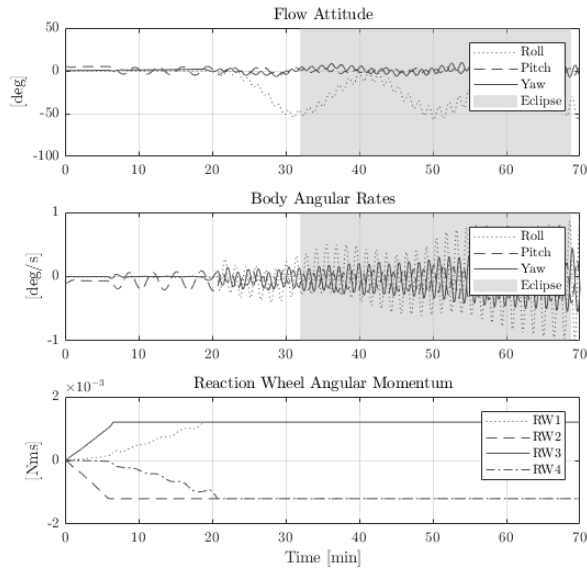 Flow Attitude
50
0
-50
-100
[deg]
Roll
Pitch
Yaw
Eclipse
0 10 20 30 40 50 60 70
Body Angular Rates
1
0
-1
[deg/s]
Roll
Pitch
Yaw
Eclipse
0 10 20 30 40 50 60 70
Reaction Wheel Angular Momentum
×10⁻³
2
0
-2
[Nms]
RW1
RW2
RW3
RW4
0 10 20 30 40 50 60 70
Time [min]